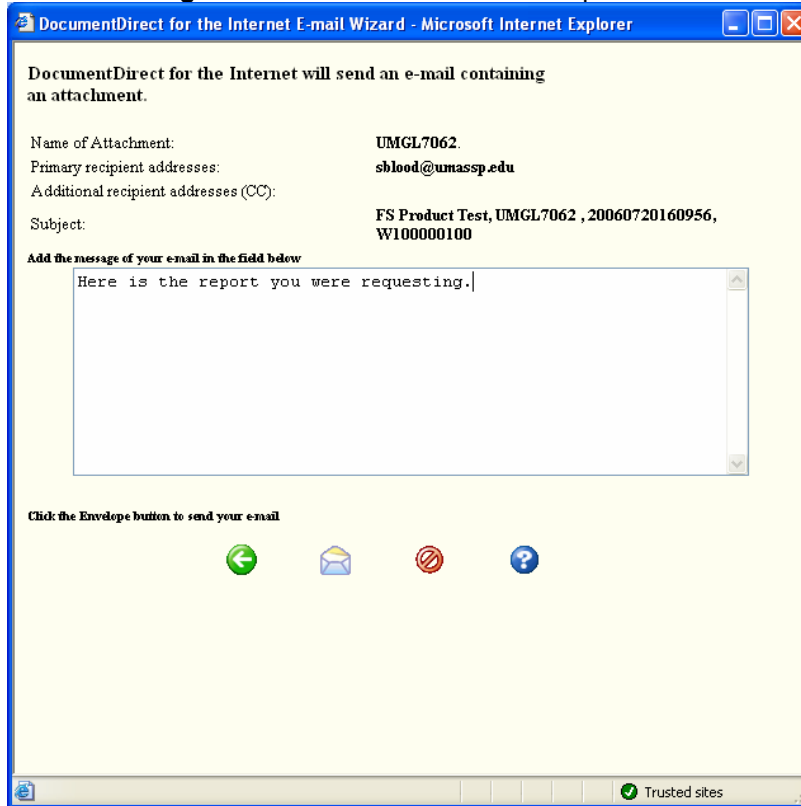 DocumentDirect for the Internet E-mail Wizard - Microsoft Internet Explorer
DocumentDirect for the Internet will send an e-mail containing
an attachment.
Name of Attachment: UMGL7062.
Primary recipient addresses: sblood@umassp.edu
Additional recipient addresses (CC):
Subject: FS Product Test, UMGL7062 , 20060720160956,
W100000100
Add the message of your e-mail in the field below
Here is the report you were requesting.
Click the Envelope button to send your e-mail
Trusted sites